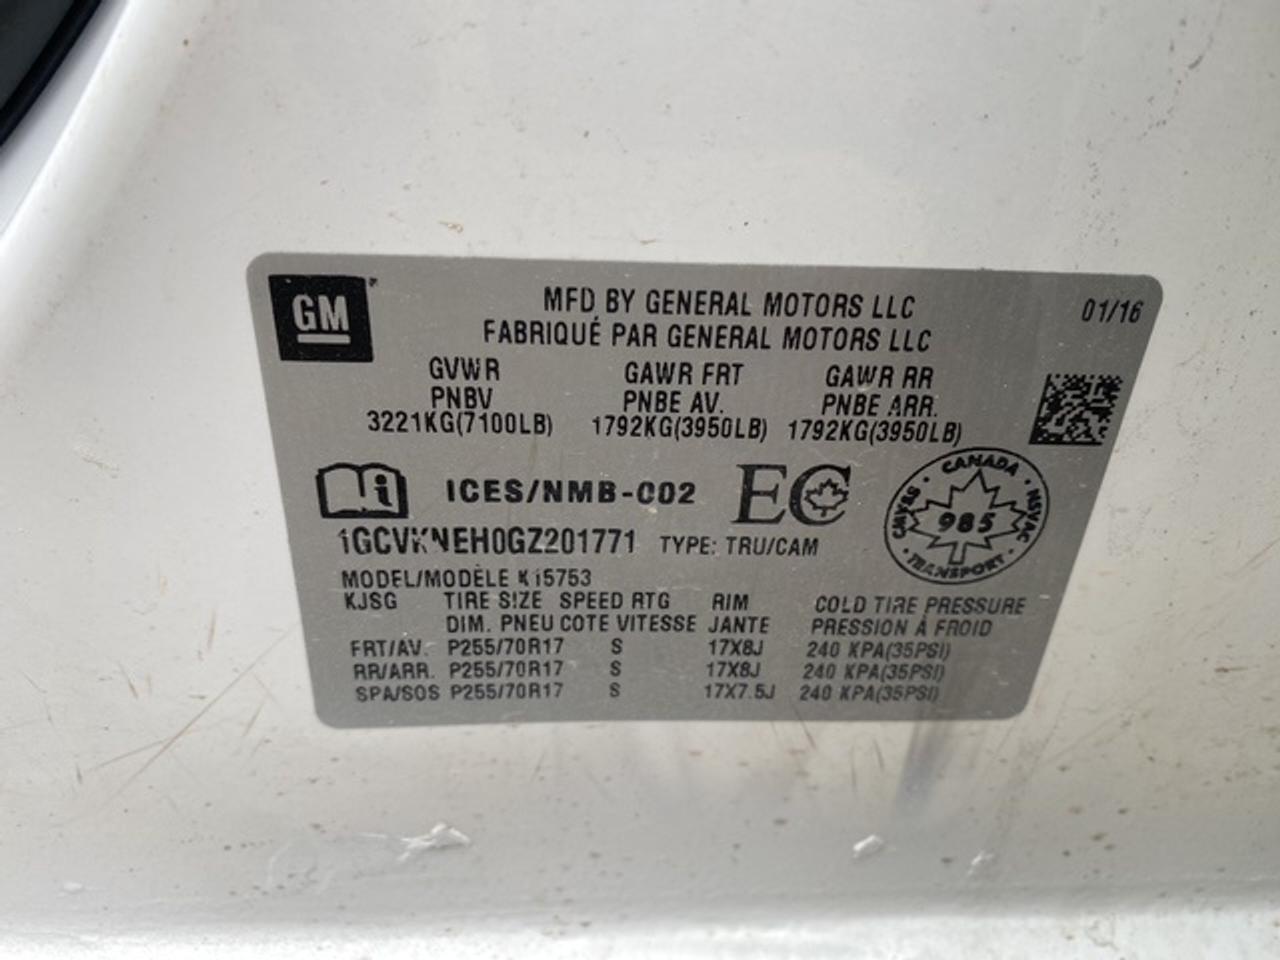 GM
MFD BY GENERAL MOTORS LLC
01/16
FABRIQUÉ PAR GENERAL MOTORS LLC
GVWR GAWR FRT GAWR RR
PNBV PNBE AV. PNBE ARR.
3221KG(7100LB) 1792KG(3950LB) 1792KG(3950LB)
i ICES/NMB-002 EC
CANADA
CMVSS 985 NSVAC
TRANSPORT
1GCVKNEH0GZ201771 TYPE: TRU/CAM
MODEL/MODÈLE K15753
KJSG TIRE SIZE SPEED RTG RIM COLD TIRE PRESSURE
DIM. PNEU COTE VITESSE JANTE PRESSION À FROID
FRT/AV. P255/70R17 S 17X8J 240 KPA(35PSI)
RR/ARR. P255/70R17 S 17X8J 240 KPA(35PSI)
SPA/SOS P255/70R17 S 17X7.5J 240 KPA(35PSI)